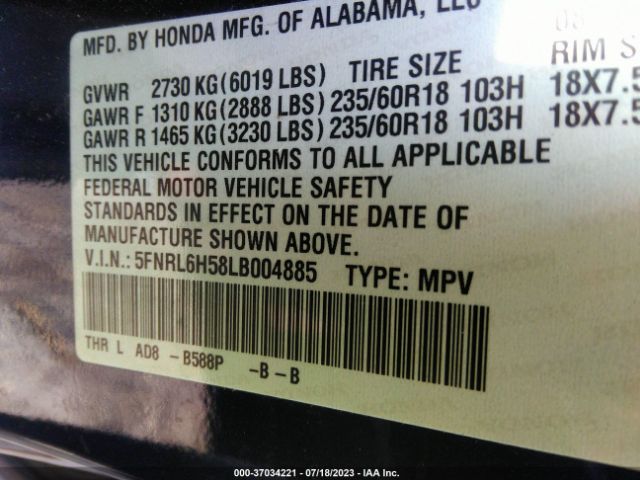 MFD. BY HONDA MFG. OF ALABAMA, LLC
GVWR 2730 KG (6019 LBS) TIRE SIZE RIM S
GAWR F 1310 KG (2888 LBS) 235/60R18 103H 18X7.5
GAWR R 1465 KG (3230 LBS) 235/60R18 103H 18X7.5
THIS VEHICLE CONFORMS TO ALL APPLICABLE
FEDERAL MOTOR VEHICLE SAFETY
STANDARDS IN EFFECT ON THE DATE OF
MANUFACTURE SHOWN ABOVE.
V.I.N.: 5FNRL6H58LB004885 TYPE: MPV
THR L AD8 - B588P -B - B
000-37034221 - 07/18/2023 - IAA Inc.